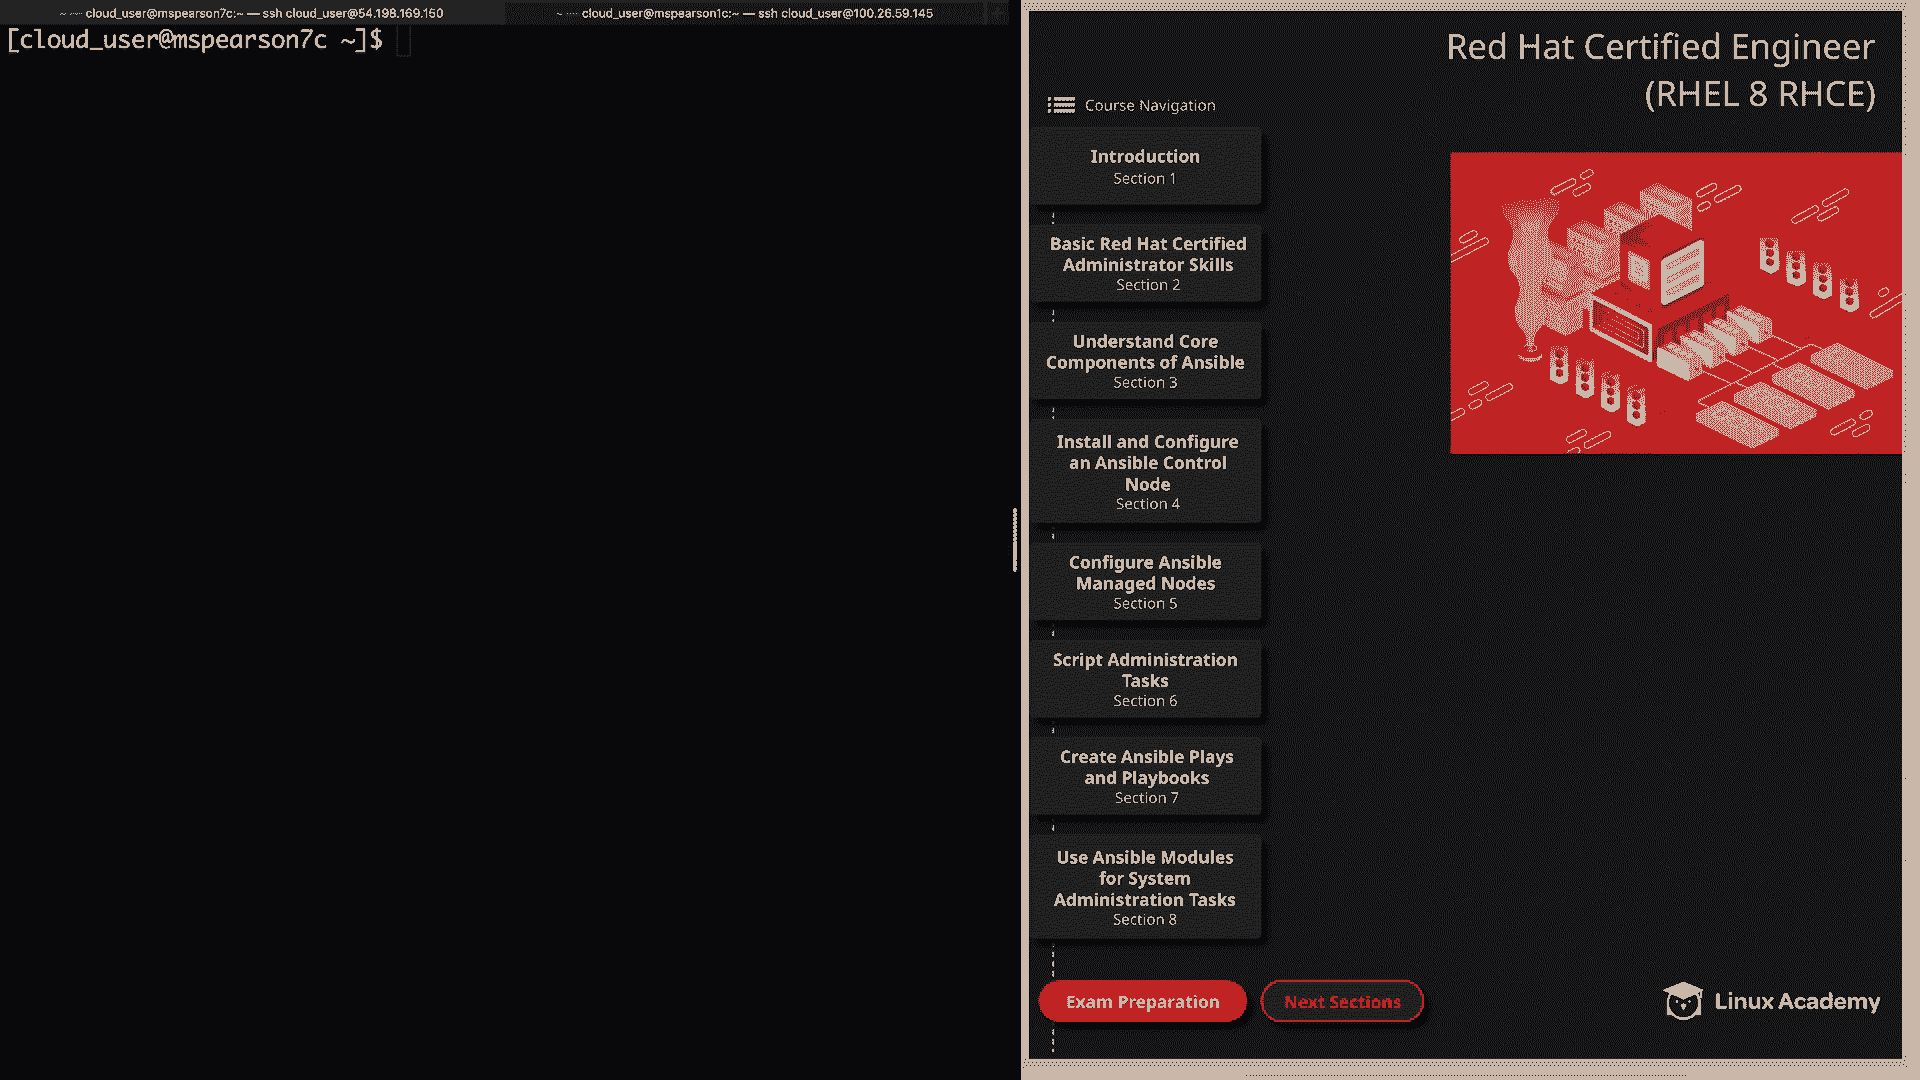 ~ — cloud_user@mspearson7c:~ — ssh cloud_user@54.198.169.150
~ — cloud_user@mspearson1c:~ — ssh cloud_user@100.26.59.145
[cloud_user@mspearson7c ~]$
Red Hat Certified Engineer
(RHEL 8 RHCE)
Course Navigation
Introduction
Section 1
Basic Red Hat Certified
Administrator Skills
Section 2
Understand Core
Components of Ansible
Section 3
Install and Configure
an Ansible Control
Node
Section 4
Configure Ansible
Managed Nodes
Section 5
Script Administration
Tasks
Section 6
Create Ansible Plays
and Playbooks
Section 7
Use Ansible Modules
for System
Administration Tasks
Section 8
Exam Preparation
Next Sections
Linux Academy